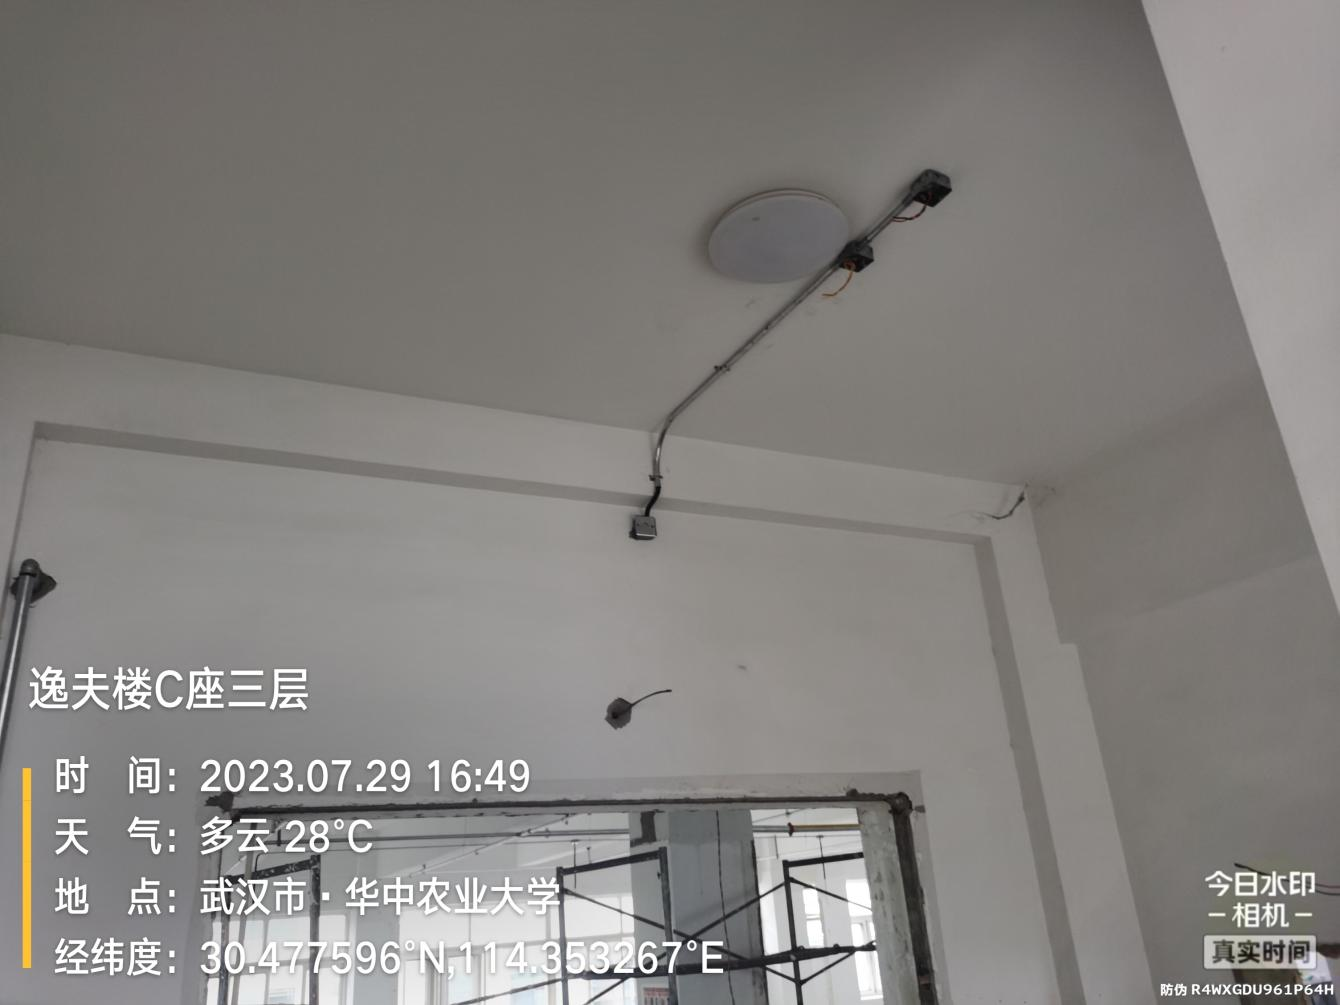 逸夫楼C座三层
时 间：2023.07.29 16:49
天 气：多云 28℃
地 点：武汉市·华中农业大学
经纬度：30.477596°N,114.353267°E
今日水印
-相机-
真实时间
防伪 R4WXGDU961P64H